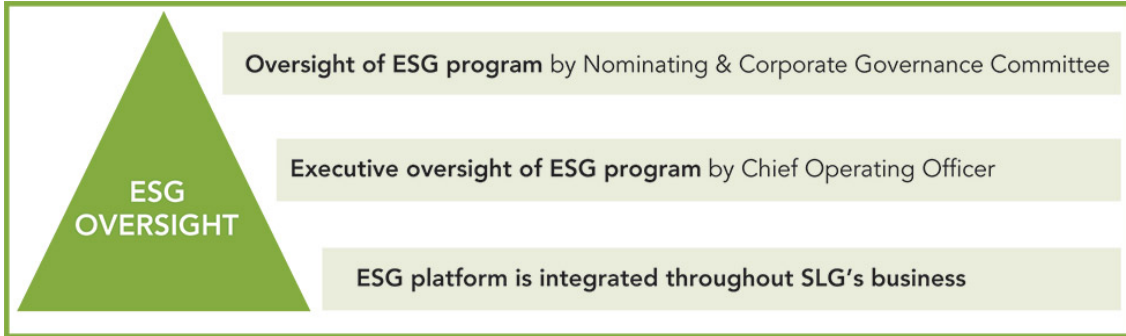 Oversight of ESG program by Nominating & Corporate Governance Committee
Executive oversight of ESG program by Chief Operating Officer
ESG
OVERSIGHT
ESG platform is integrated throughout SLG’s business